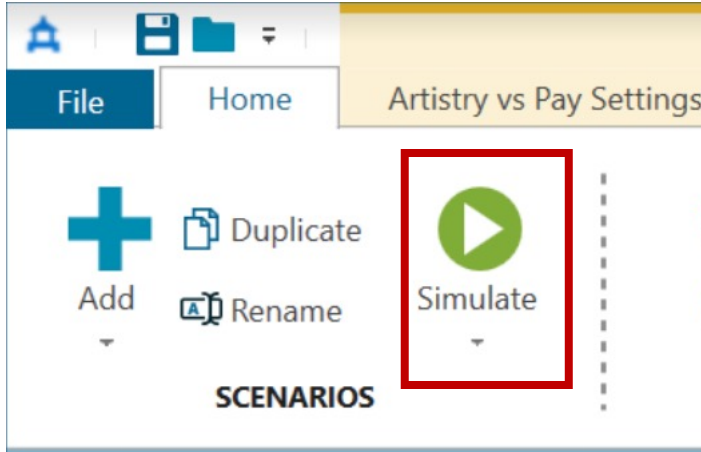 File Home Artistry vs Pay Settings
Duplicate
Add Rename Simulate
SCENARIOS